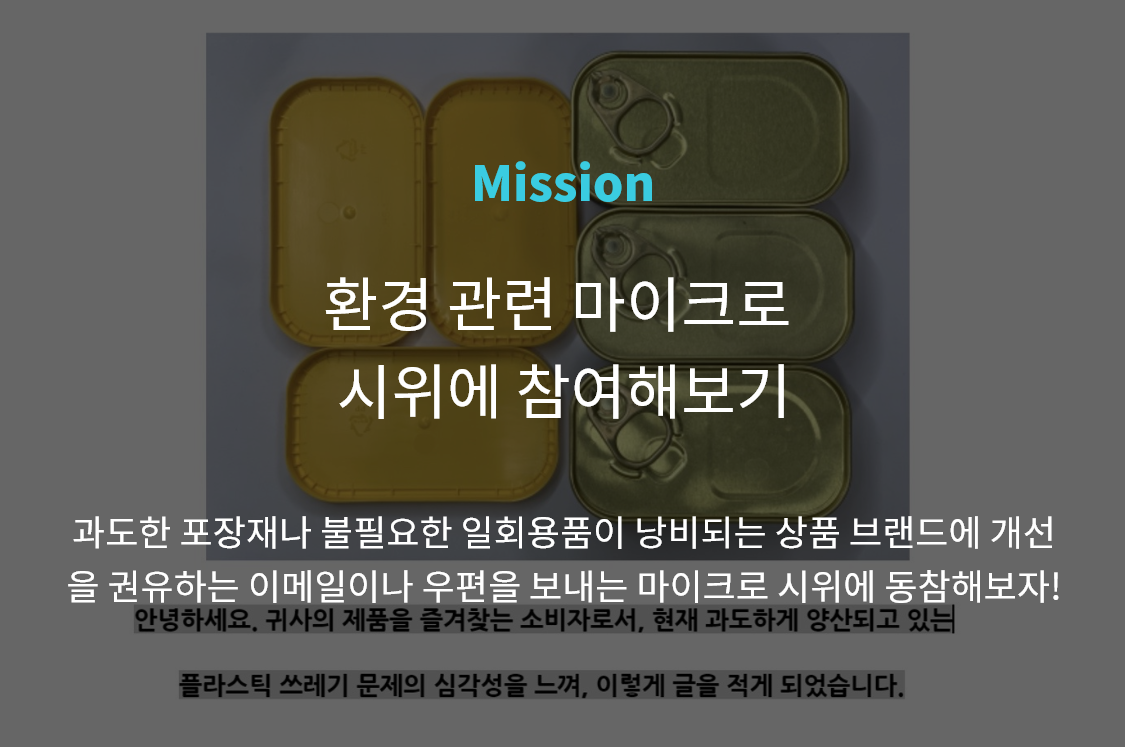 Mission
환경 관련 마이크로
시위에 참여해보기
과도한 포장재나 불필요한 일회용품이 낭비되는 상품 브랜드에 개선
을 권유하는 이메일이나 우편을 보내는 마이크로 시위에 동참해보자!
안녕하세요. 귀사의 제품을 즐겨찾는 소비자로서, 현재 과도하게 양산되고 있는
플라스틱 쓰레기 문제의 심각성을 느껴, 이렇게 글을 적게 되었습니다.